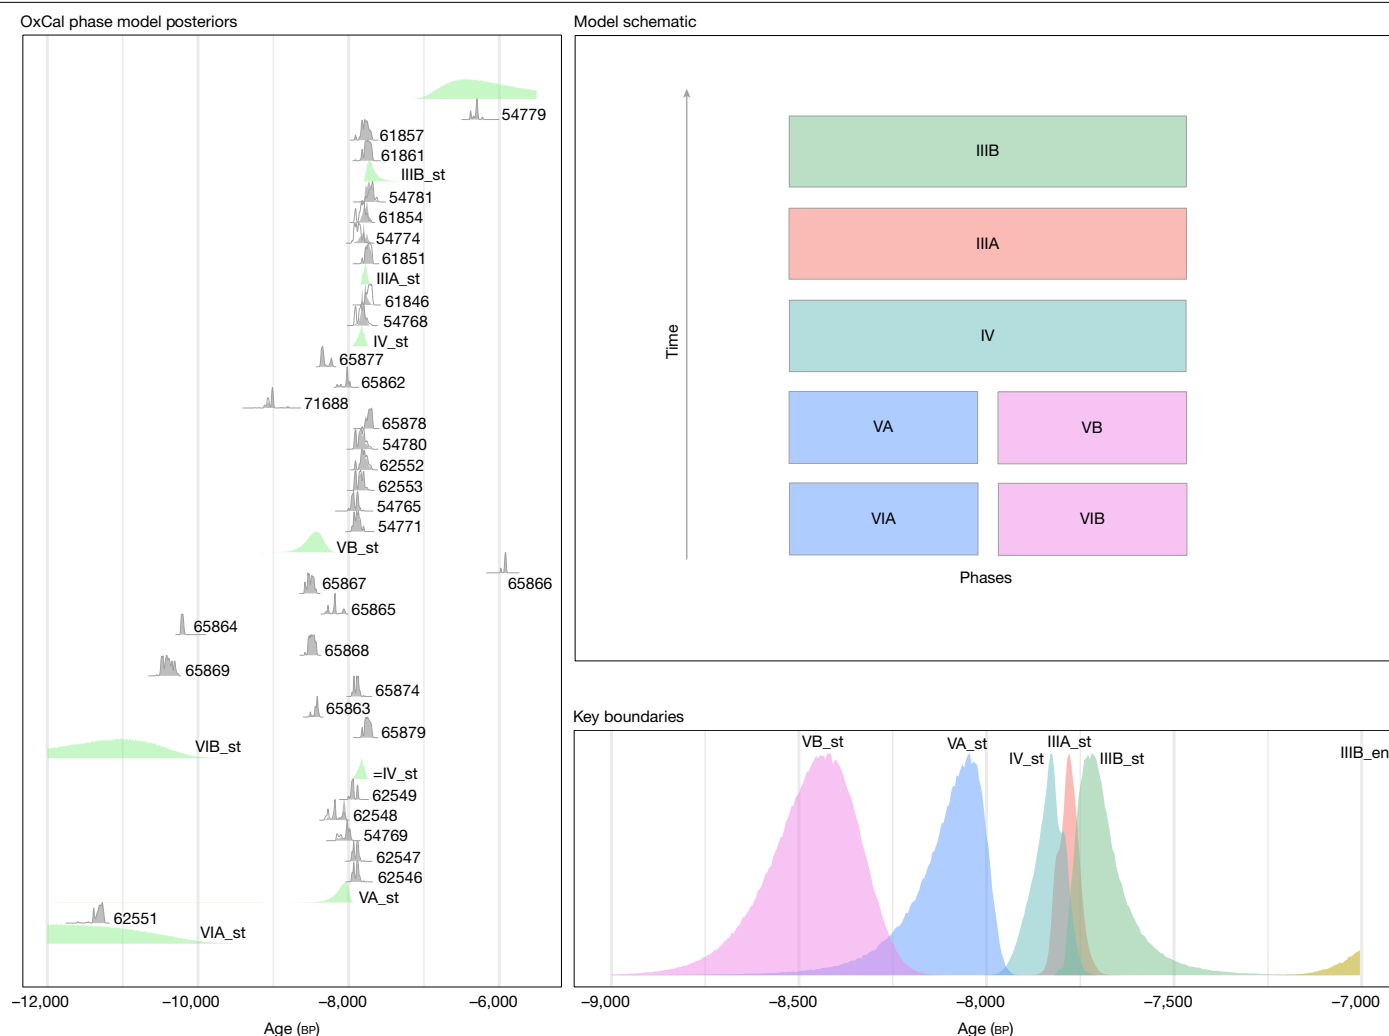 OxCal phase model posteriors
54779
61857
61861
IIIB_st
54781
61854
54774
61851
IIIA_st
61846
54768
IV_st
65877
65862
71688
65878
54780
62552
62553
54765
54771
VB_st
65866
65867
65865
65864
65868
65869
65874
65863
65879
VIB_st
=IV_st
62549
62548
54769
62547
62546
VA_st
62551
VIA_st
−12,000 −10,000 −8,000 −6,000
Age (BP)
Model schematic
Time
IIIB
IIIA
IV
VA VB
VIA VIB
Phases
Key boundaries
VB_st VA_st IV_st IIIA_st IIIB_st IIIB_en
−9,000 −8,500 −8,000 −7,500 −7,000
Age (BP)